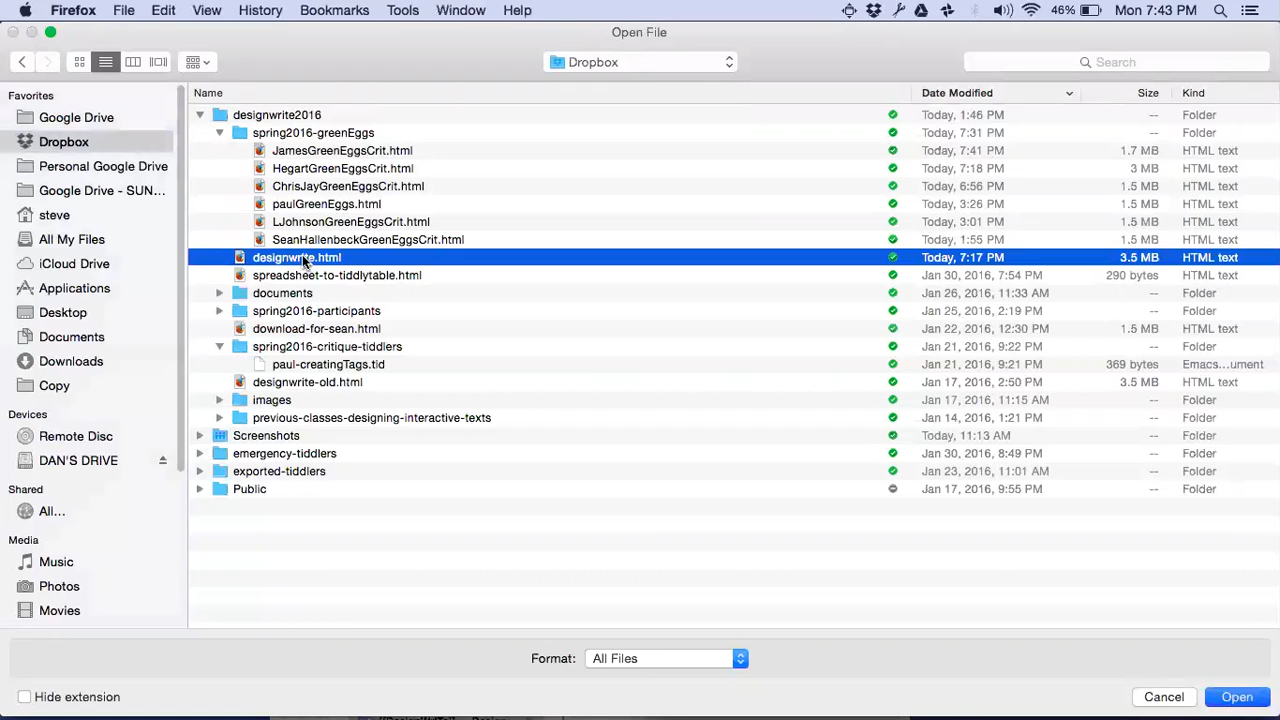 Firefox File Edit View History Bookmarks Tools Window Help 46% Mon 7:43 PM
Open File
Dropbox
Search
Favorites
Google Drive
Dropbox
Personal Google Drive
Google Drive - SUN...
steve
All My Files
iCloud Drive
Applications
Desktop
Documents
Downloads
Copy
Devices
Remote Disc
DAN'S DRIVE
Shared
All...
Media
Music
Photos
Movies
Name Date Modified Size Kind
designwrite2016 Today, 1:46 PM -- Folder
spring2016-greenEggs Today, 7:31 PM -- Folder
JamesGreenEggsCrit.html Today, 7:41 PM 1.7 MB HTML text
HegartGreenEggsCrit.html Today, 7:18 PM 3 MB HTML text
ChrisJayGreenEggsCrit.html Today, 6:56 PM 1.5 MB HTML text
paulGreenEggs.html Today, 3:26 PM 1.5 MB HTML text
LJohnsonGreenEggsCrit.html Today, 3:01 PM 1.5 MB HTML text
SeanHallenbeckGreenEggsCrit.html Today, 1:55 PM 1.5 MB HTML text
designwrite.html Today, 7:17 PM 3.5 MB HTML text
spreadsheet-to-tiddlytable.html Jan 30, 2016, 7:54 PM 290 bytes HTML text
documents Jan 26, 2016, 11:33 AM -- Folder
spring2016-participants Jan 25, 2016, 2:19 PM -- Folder
download-for-sean.html Jan 22, 2016, 12:30 PM 1.5 MB HTML text
spring2016-critique-tiddlers Jan 21, 2016, 9:22 PM -- Folder
paul-creatingTags.tid Jan 21, 2016, 9:21 PM 369 bytes Emacs...ument
designwrite-old.html Jan 17, 2016, 2:50 PM 3.5 MB HTML text
images Jan 17, 2016, 11:15 AM -- Folder
previous-classes-designing-interactive-texts Jan 14, 2016, 1:21 PM -- Folder
Screenshots Today, 11:13 AM -- Folder
emergency-tiddlers Jan 30, 2016, 8:49 PM -- Folder
exported-tiddlers Jan 23, 2016, 11:01 AM -- Folder
Public Jan 17, 2016, 9:55 PM -- Folder
Format: All Files
Hide extension Cancel Open